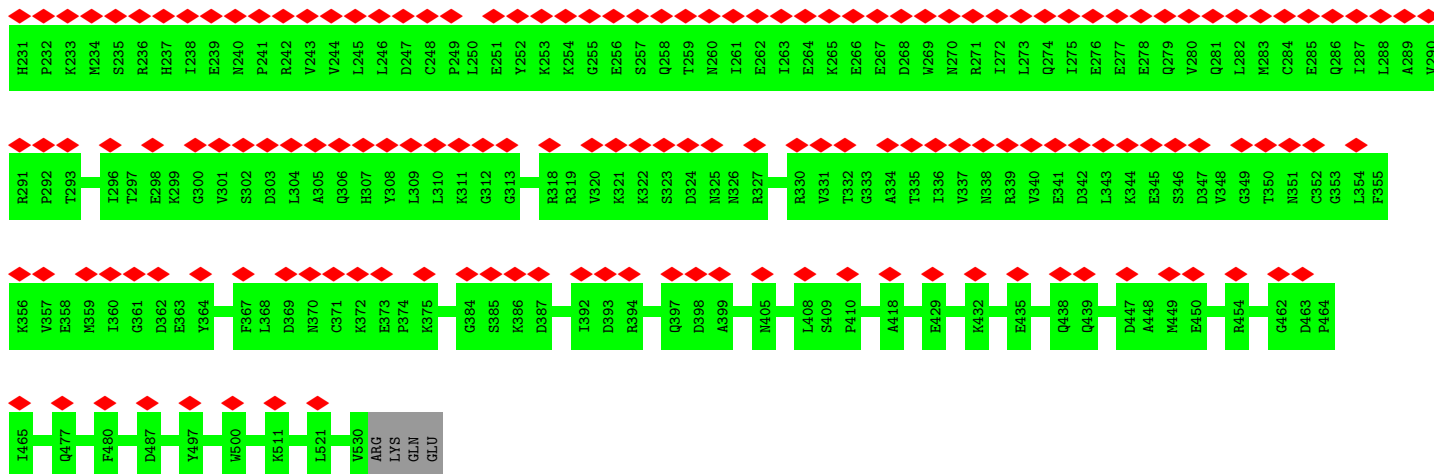 H231 P232 K233 M234 S235 R236 H237 I238 E239 N240 P241 R242 V243 V244 L245 L246 D247 C248 P249 L250 E251 Y252 K253 K254 G255 E256 S257 Q258 T259 N260 I261 E262 I263 E264 K265 E266 E267 D268 W269 N270 R271 I272 L273 Q274 I275 E276 E277 E278 Q279 V280 Q281 L282 M283 C284 E285 Q286 I287 L288 A289 V290
R291 P292 T293 I296 T297 E298 K299 G300 V301 S302 D303 L304 A305 Q306 H307 Y308 L309 L310 K311 G312 G313 R318 R319 V320 K321 K322 S323 D324 N325 N326 R327 R330 V331 T332 G333 A334 T335 I336 V337 N338 R339 V340 E341 D342 L343 K344 E345 S346 D347 V348 G349 T350 N351 C352 G353 L354 F355
K356 V357 E358 M359 I360 G361 D362 E363 Y364 F367 L368 D369 N370 C371 K372 E373 P374 K375 G384 S385 K386 D387 I392 D393 R394 Q397 D398 A399 N405 L408 S409 P410 A418 E429 K432 E435 Q438 Q439 D447 A448 M449 E450 R454 G462 D463 P464
I465 Q477 F480 D487 Y497 W500 K511 L521 V530 ARG LYS GLN GLU